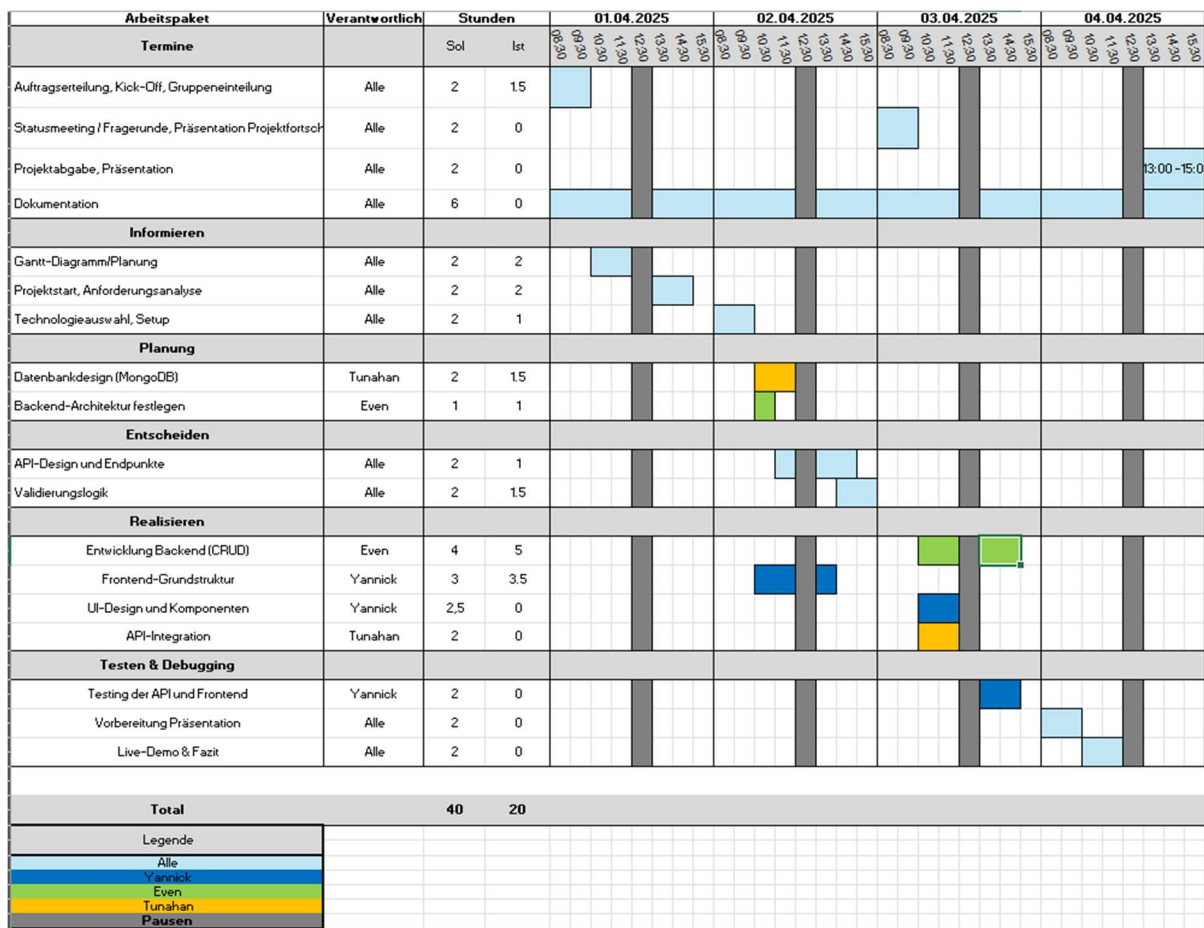 Arbeitspaket Verantwortlich Stunden 01.04.2025 02.04.2025 03.04.2025 04.04.2025
Termine Sol Ist 08:30 09:30 10:30 11:30 12:30 13:30 14:30 15:30 08:30 09:30 10:30 11:30 12:30 13:30 14:30 15:30 08:30 09:30 10:30 11:30 12:30 13:30 14:30 15:30 08:30 09:30 10:30 11:30 12:30 13:30 14:30 15:30
Auftragserteilung, Kick-Off, Gruppeneinteilung Alle 2 1.5
Statusmeeting / Fragerunde, Präsentation Projektfortsch Alle 2 0
Projektabgabe, Präsentation Alle 2 0 13:00 -15:0
Dokumentation Alle 6 0
Informieren
Gantt-Diagramm/Planung Alle 2 2
Projektstart, Anforderungsanalyse Alle 2 2
Technologieauswahl, Setup Alle 2 1
Planung
Datenbankdesign (MongoDB) Tunahan 2 1.5
Backend-Architektur festlegen Even 1 1
Entscheiden
API-Design und Endpunkte Alle 2 1
Validierungslogik Alle 2 1.5
Realisieren
Entwicklung Backend (CRUD) Even 4 5
Frontend-Grundstruktur Yannick 3 3.5
UI-Design und Komponenten Yannick 2,5 0
API-Integration Tunahan 2 0
Testen & Debugging
Testing der API und Frontend Yannick 2 0
Vorbereitung Präsentation Alle 2 0
Live-Demo & Fazit Alle 2 0
Total 40 20
Legende
Alle
Yannick
Even
Tunahan
Pausen